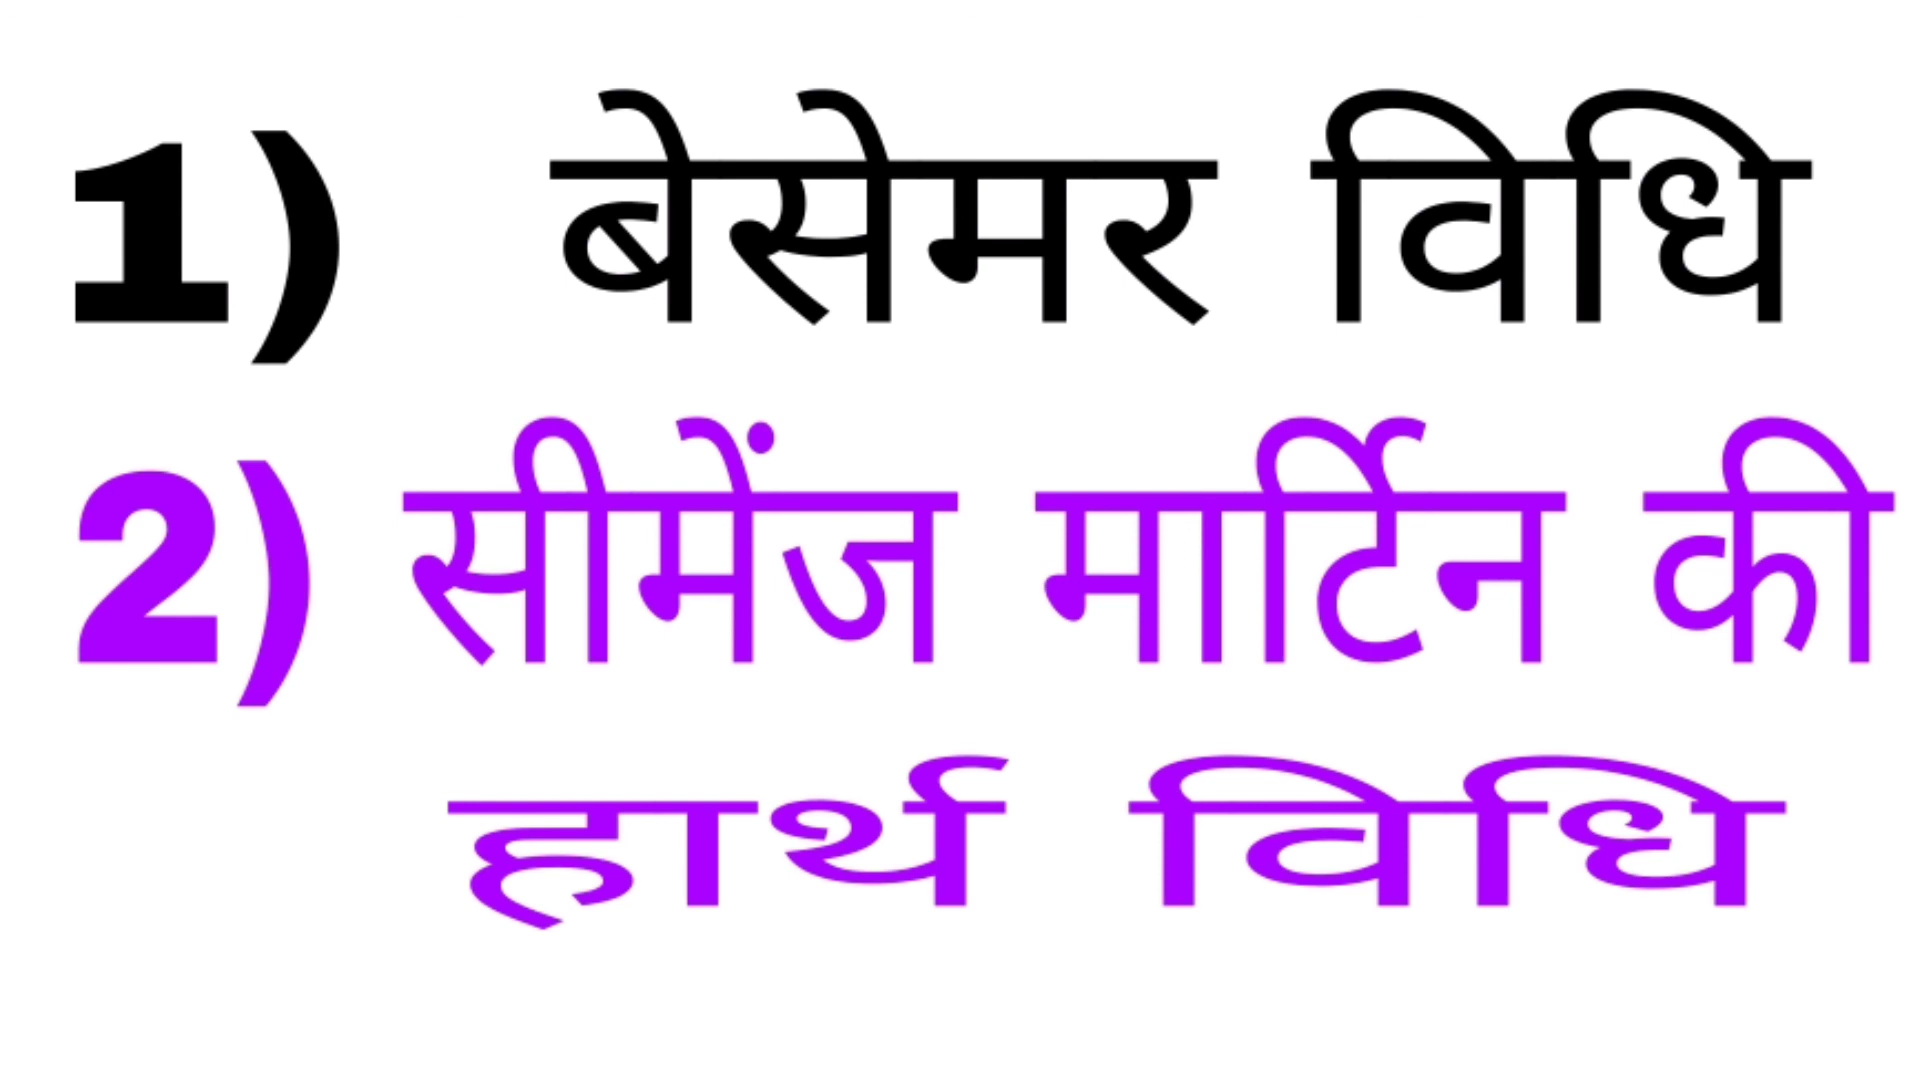 1) बेसेमर विधि
2) सीमेंज मार्टिन की
हार्थ विधि